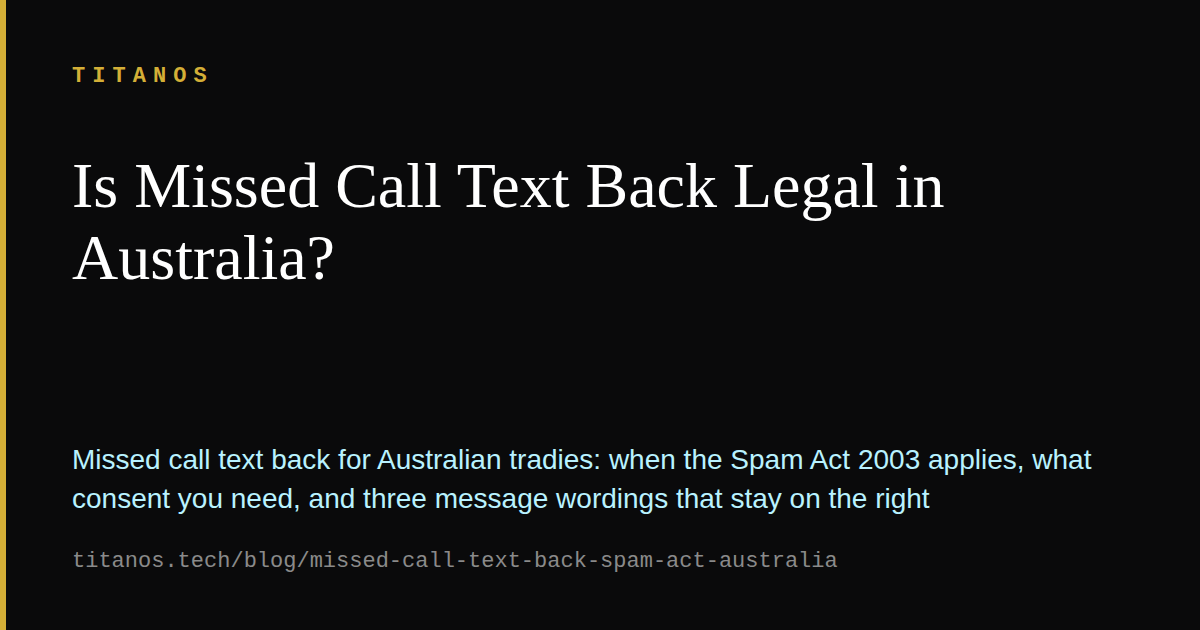 TITANOS
Is Missed Call Text Back Legal in
Australia?
Missed call text back for Australian tradies: when the Spam Act 2003 applies, what
consent you need, and three message wordings that stay on the right
titanos.tech/blog/missed-call-text-back-spam-act-australia